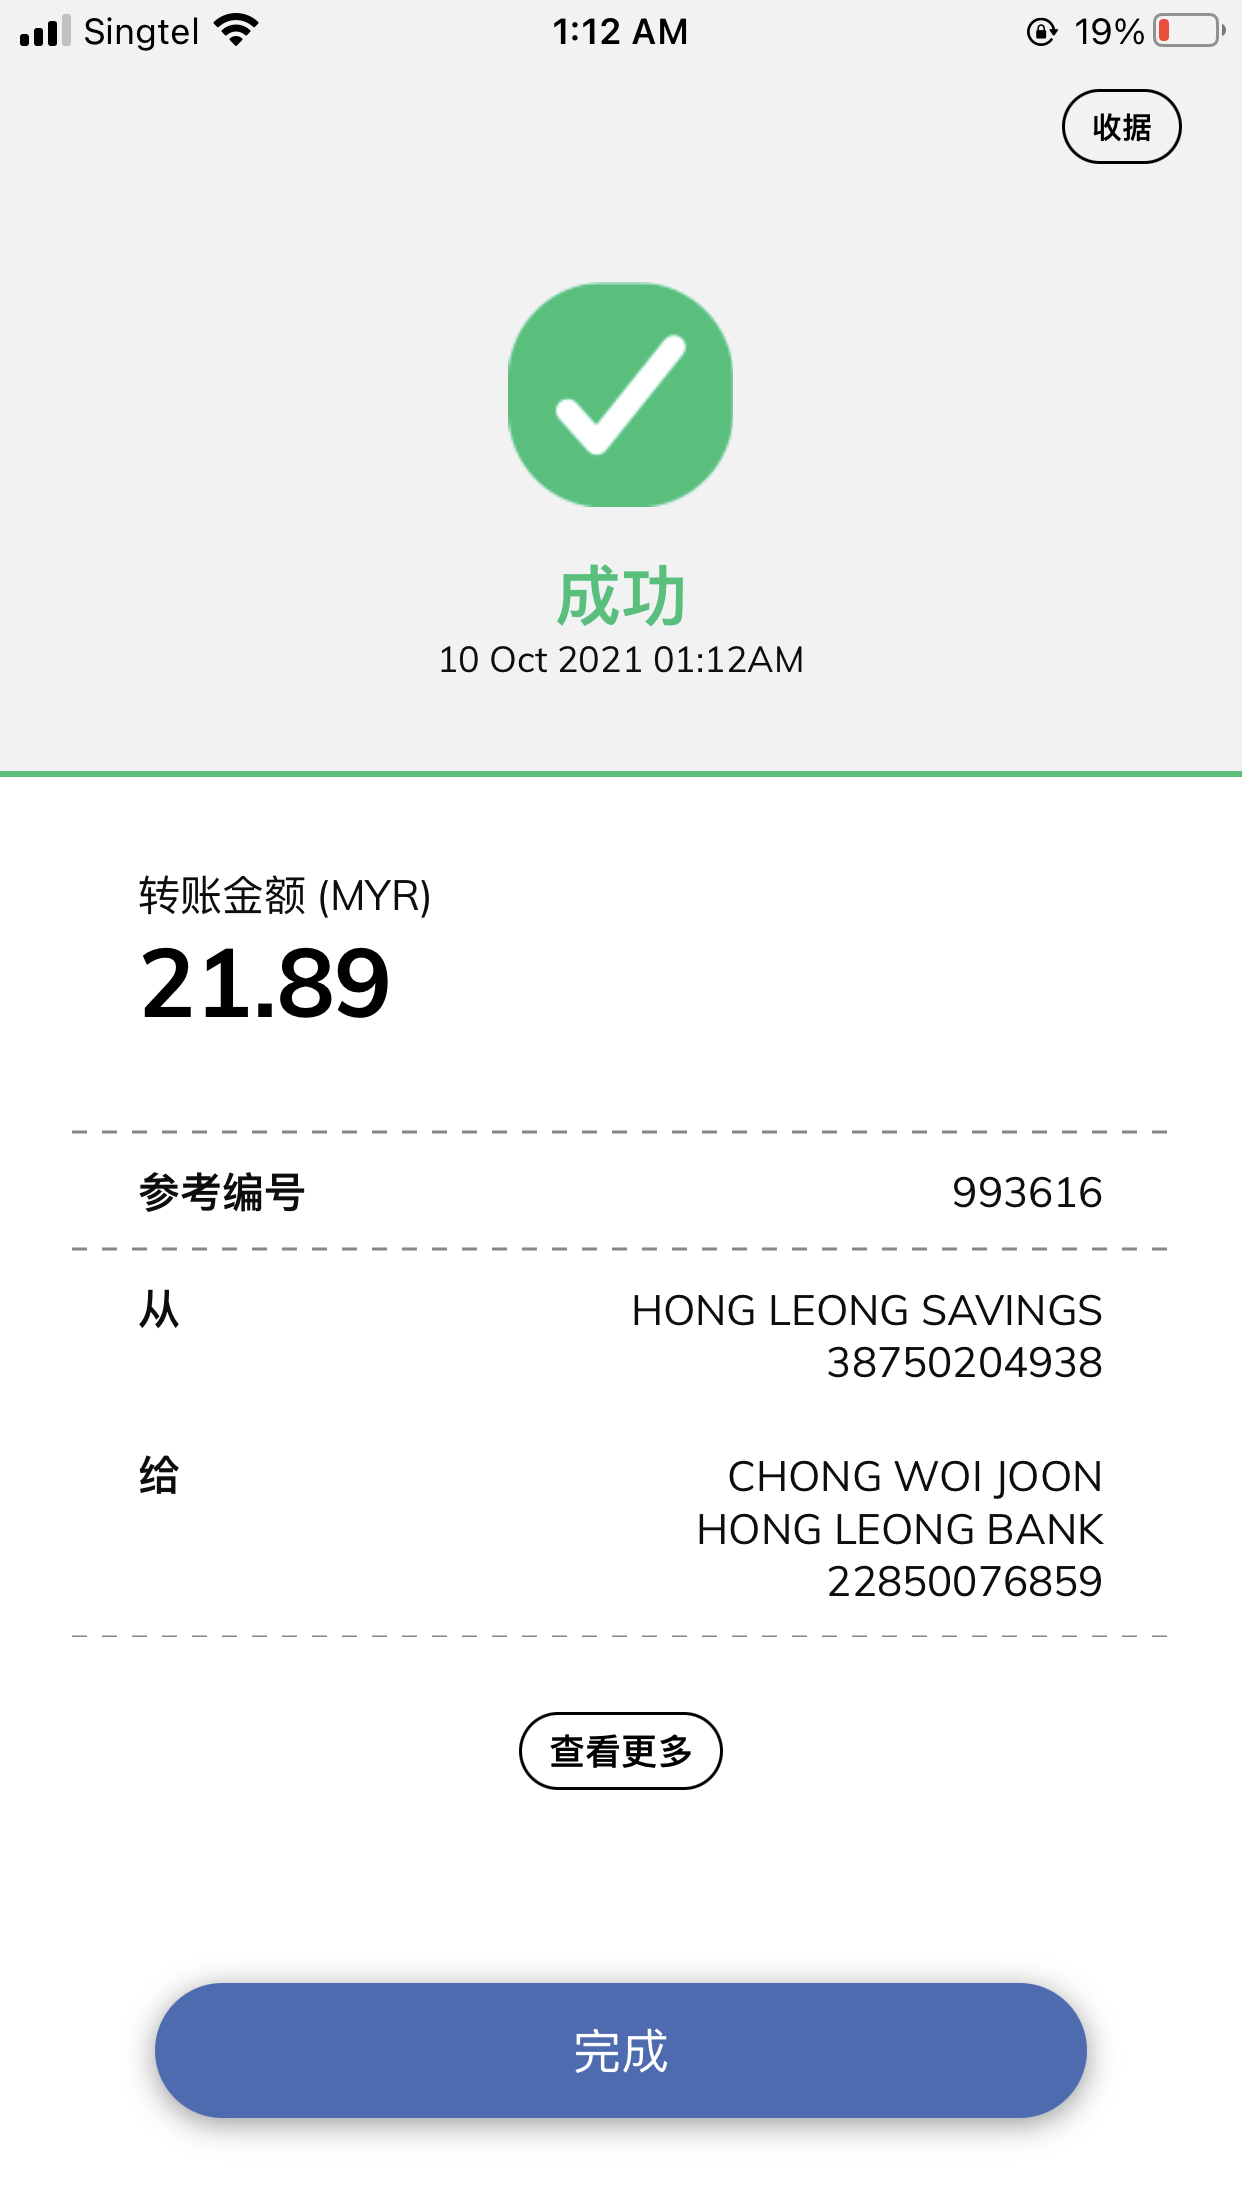 Singtel
1:12 AM
19%
收据
成功
10 Oct 2021 01:12AM
转账金额 (MYR)
21.89
参考编号
993616
从
HONG LEONG SAVINGS
38750204938
给
CHONG WOI JOON
HONG LEONG BANK
22850076859
查看更多
完成